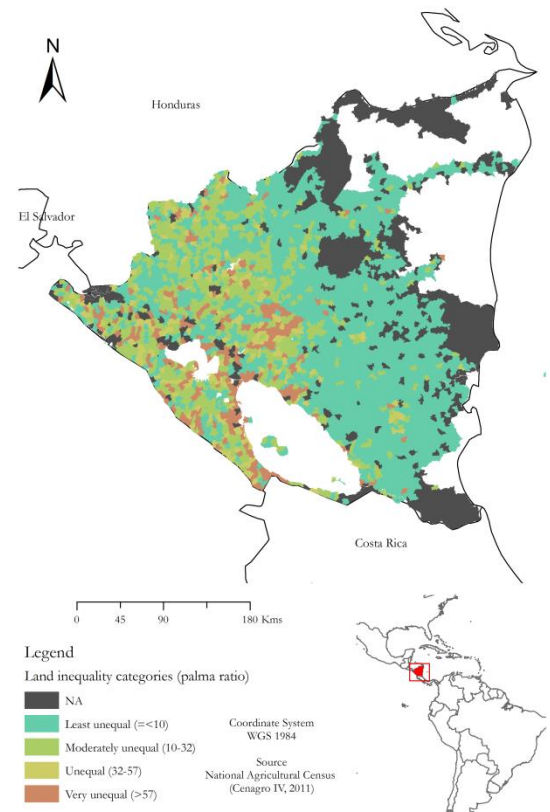 N
Honduras
El Salvador
Costa Rica
0 45 90 180 Kms
Legend
Land inequality categories (palma ratio)
NA
Least unequal (=<10)
Moderately unequal (10-32)
Unequal (32-57)
Very unequal (>57)
Coordinate System
WGS 1984
Source
National Agricultural Census
(Cenagro IV, 2011)